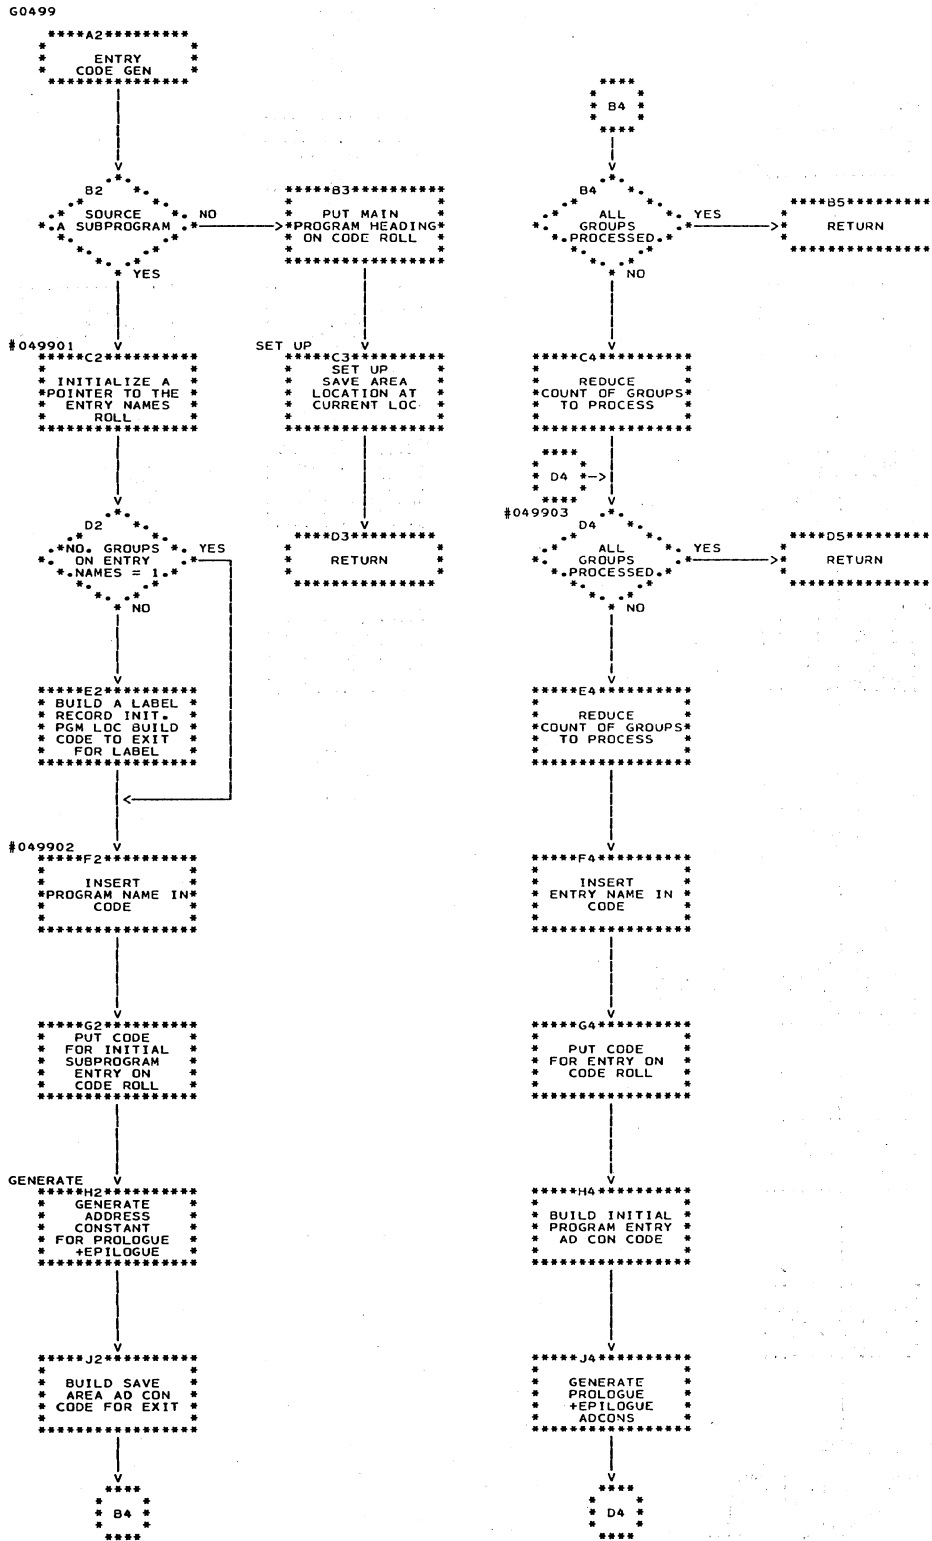 G0499
A2
ENTRY
CODE GEN
B2
SOURCE
A SUBPROGRAM
NO
YES
B3
PUT MAIN
PROGRAM HEADING
ON CODE ROLL
#049901
C2
INITIALIZE A
POINTER TO THE
ENTRY NAMES
ROLL
SET UP
C3
SET UP
SAVE AREA
LOCATION AT
CURRENT LOC
D2
NO. GROUPS
ON ENTRY
NAMES = 1
YES
NO
D3
RETURN
E2
BUILD A LABEL
RECORD INIT.
PGM LOC BUILD
CODE TO EXIT
FOR LABEL
#049902
F2
INSERT
PROGRAM NAME IN
CODE
G2
PUT CODE
FOR INITIAL
SUBPROGRAM
ENTRY ON
CODE ROLL
GENERATE
H2
GENERATE
ADDRESS
CONSTANT
FOR PROLOGUE
+EPILOGUE
J2
BUILD SAVE
AREA AD CON
CODE FOR EXIT
B4
B4
B4
ALL
GROUPS
PROCESSED
YES
NO
B5
RETURN
C4
REDUCE
COUNT OF GROUPS
TO PROCESS
D4
#049903
D4
ALL
GROUPS
PROCESSED
YES
NO
D5
RETURN
E4
REDUCE
COUNT OF GROUPS
TO PROCESS
F4
INSERT
ENTRY NAME IN
CODE
G4
PUT CODE
FOR ENTRY ON
CODE ROLL
H4
BUILD INITIAL
PROGRAM ENTRY
AD CON CODE
J4
GENERATE
PROLOGUE
+EPILOGUE
ADCONS
D4